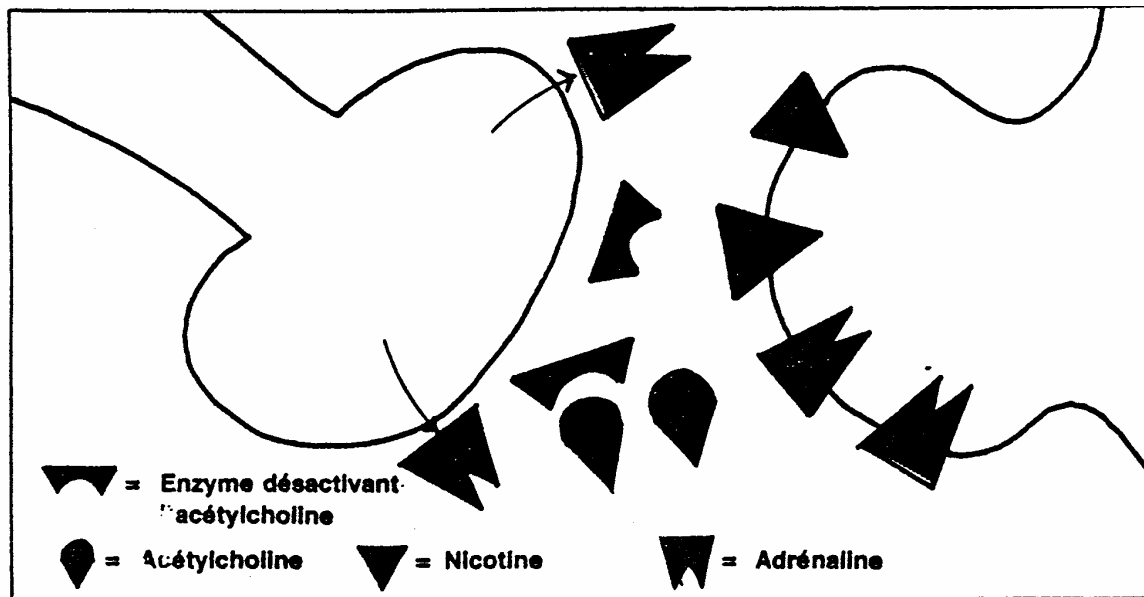 = Enzyme désactivant
l'acétylcholine
= Acétylcholine = Nicotine = Adrénaline